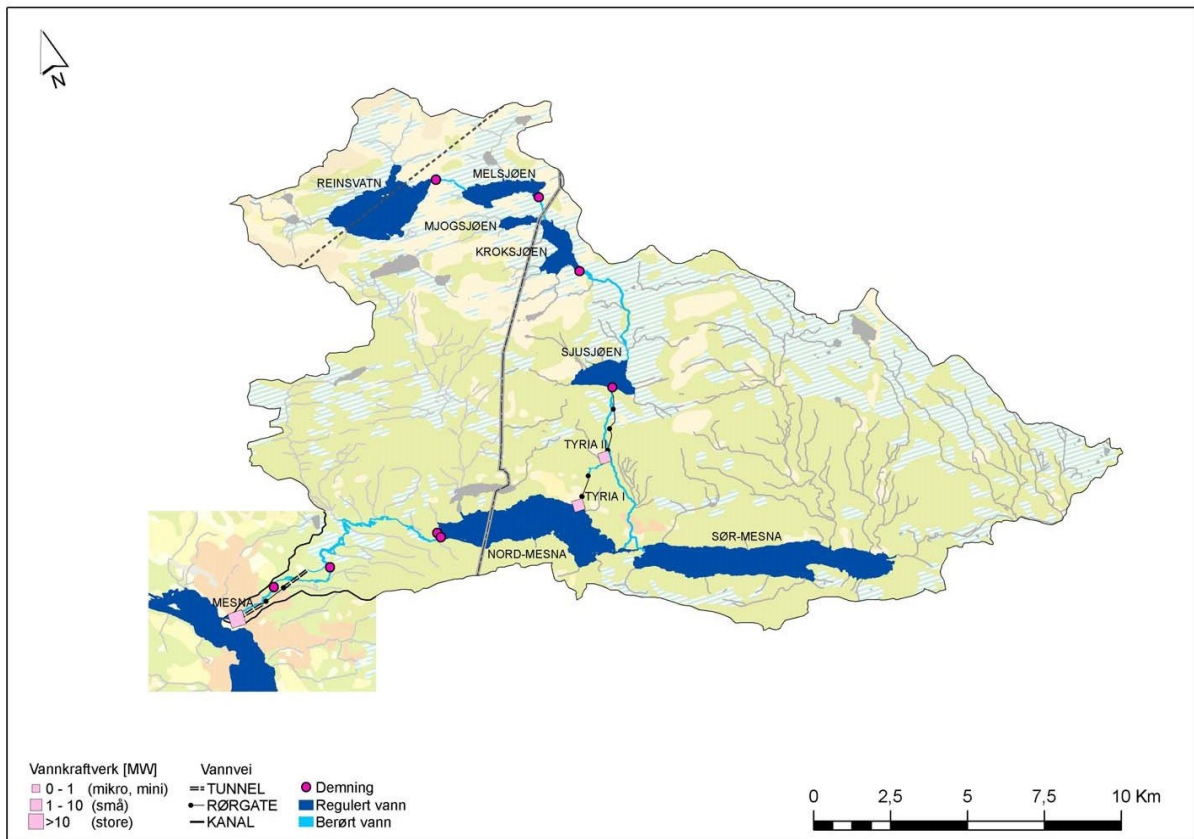 N
REINSVATN
MELSJØEN
MJOGSJØEN
KROKSJØEN
SJUSJØEN
TYRIA II
TYRIA I
NORD-MESNA
SØR-MESNA
MESNA
Vannkraftverk [MW]
0 - 1 (mikro, mini)
1 - 10 (små)
>10 (store)
Vannvei
TUNNEL
RØRGATE
KANAL
Demning
Regulert vann
Berørt vann
0 2,5 5 7,5 10 Km